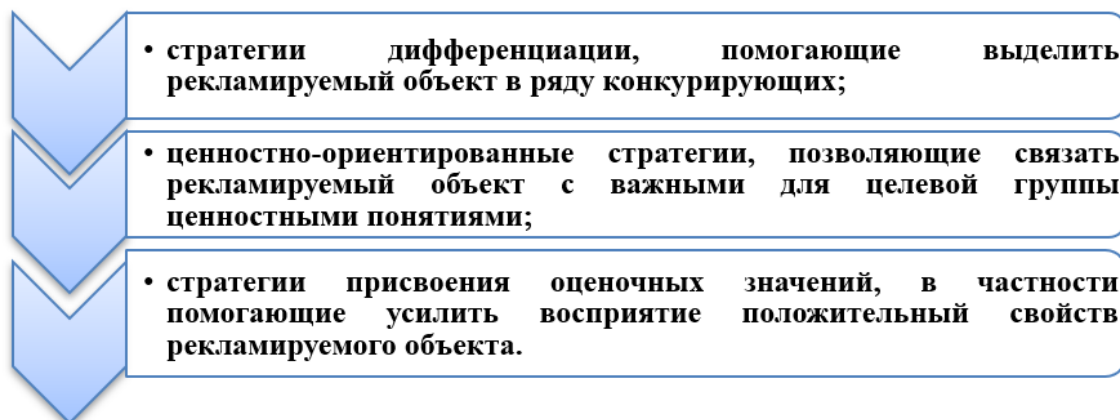 • стратегии дифференциации, помогающие выделить
рекламируемый объект в ряду конкурирующих;
• ценностно-ориентированные стратегии, позволяющие связать
рекламируемый объект с важными для целевой группы
ценностными понятиями;
• стратегии присвоения оценочных значений, в частности
помогающие усилить восприятие положительный свойств
рекламируемого объекта.